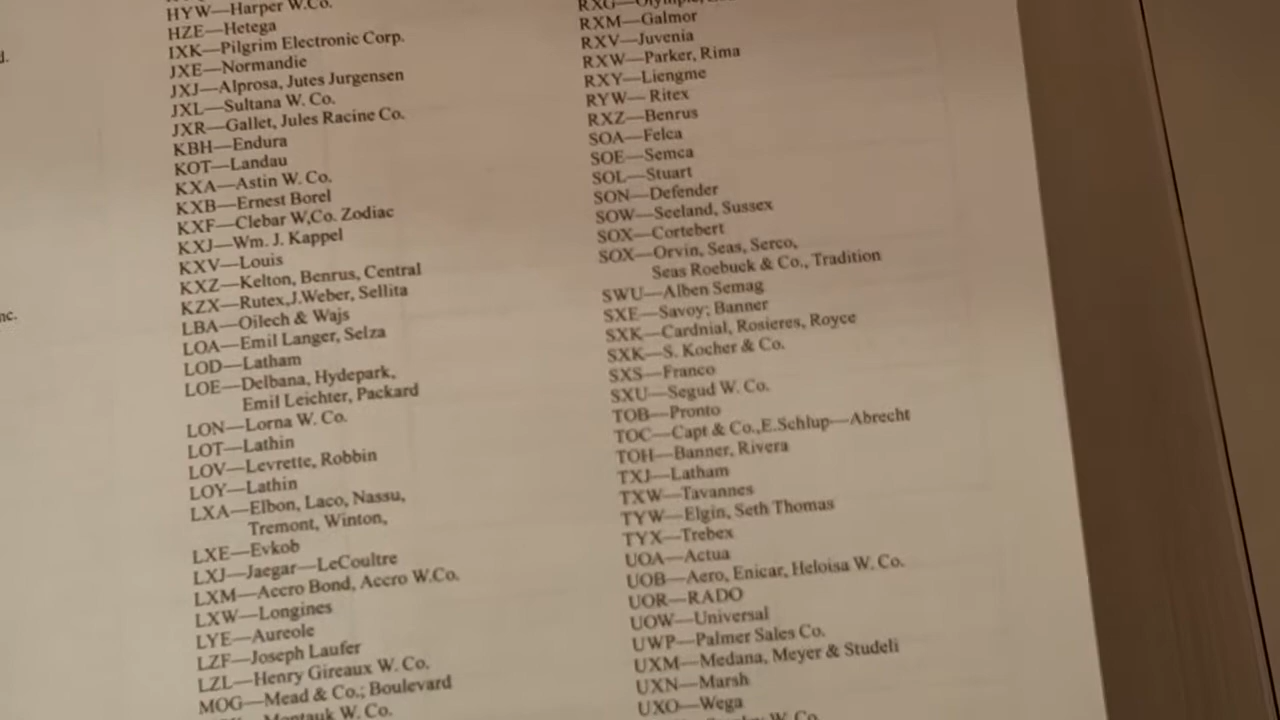 d.
nc.
HYW—Harper W.Co.
HZE—Hetega
IXK—Pilgrim Electronic Corp.
JXE—Normandie
JXJ—Alprosa, Jutes Jurgensen
JXL—Sultana W. Co.
JXR—Gallet, Jules Racine Co.
KBH—Endura
KOT—Landau
KXA—Astin W. Co.
KXB—Ernest Borel
KXF—Clebar W,Co. Zodiac
KXJ—Wm. J. Kappel
KXV—Louis
KXZ—Kelton, Benrus, Central
KZX—Rutex,J.Weber, Sellita
LBA—Oilech & Wajs
LOA—Emil Langer, Selza
LOD—Latham
LOE—Delbana, Hydepark,
Emil Leichter, Packard
LON—Lorna W. Co.
LOT—Lathin
LOV—Levrette, Robbin
LOY—Lathin
LXA—Elbon, Laco, Nassu,
Tremont, Winton,
LXE—Evkob
LXJ—Jaegar—LeCoultre
LXM—Accro Bond, Accro W.Co.
LXW—Longines
LYE—Aureole
LZF—Joseph Laufer
LZL—Henry Gireaux W. Co.
MOG—Mead & Co.; Boulevard
Montauk W. Co.
RXG—Olympic,
RXM—Galmor
RXV—Juvenia
RXW—Parker, Rima
RXY—Liengme
RYW— Ritex
RXZ—Benrus
SOA—Felca
SOE—Semca
SOL—Stuart
SON—Defender
SOW—Seeland, Sussex
SOX—Cortebert
SOX—Orvin, Seas, Serco,
Seas Roebuck & Co., Tradition
SWU—Alben Semag
SXE—Savoy; Banner
SXK—Cardnial, Rosieres, Royce
SXK—S. Kocher & Co.
SXS—Franco
SXU—Segud W. Co.
TOB—Pronto
TOC—Capt & Co.,E.Schlup—Abrecht
TOH—Banner, Rivera
TXJ—Latham
TXW—Tavannes
TYW—Elgin, Seth Thomas
TYX—Trebex
UOA—Actua
UOB—Aero, Enicar, Heloisa W. Co.
UOR—RADO
UOW—Universal
UWP—Palmer Sales Co.
UXM—Medana, Meyer & Studeli
UXN—Marsh
UXO—Wega
W. Co.